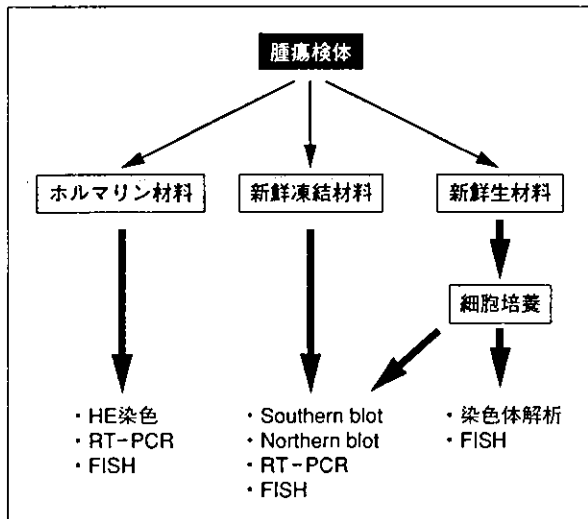 腫瘍検体
ホルマリン材料
新鮮凍結材料
新鮮生材料
細胞培養
・HE染色
・RT-PCR
・FISH
・Southern blot
・Northern blot
・RT-PCR
・FISH
・染色体解析
・FISH